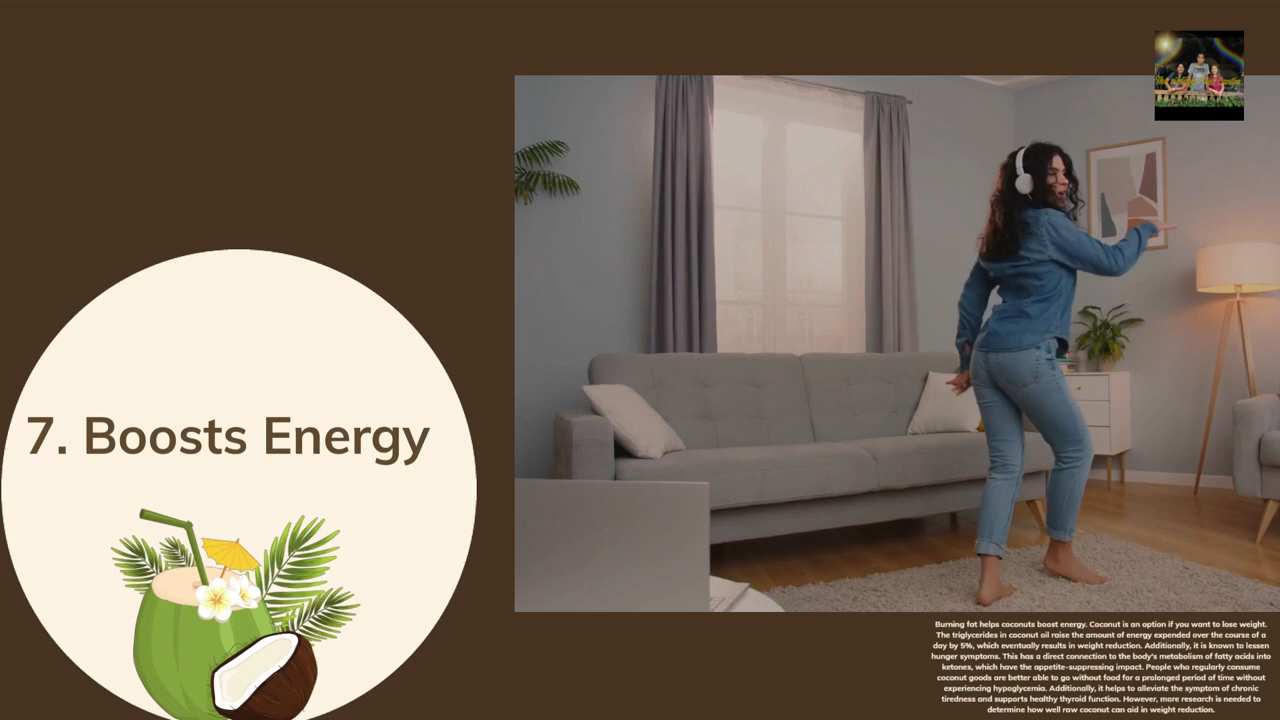 7. Boosts Energy
Burning fat helps coconuts boost energy. Coconut is an option if you want to lose weight.
The triglycerides in coconut oil raise the amount of energy expended over the course of a
day by 5%, which eventually results in weight reduction. Additionally, it is known to lessen
hunger symptoms. This has a direct connection to the body's metabolism of fatty acids into
ketones, which have the appetite-suppressing impact. People who regularly consume
coconut goods are better able to go without food for a prolonged period of time without
experiencing hypoglycemia. Additionally, it helps to alleviate the symptom of chronic
tiredness and supports healthy thyroid function. However, more research is needed to
determine how well raw coconut can aid in weight reduction.